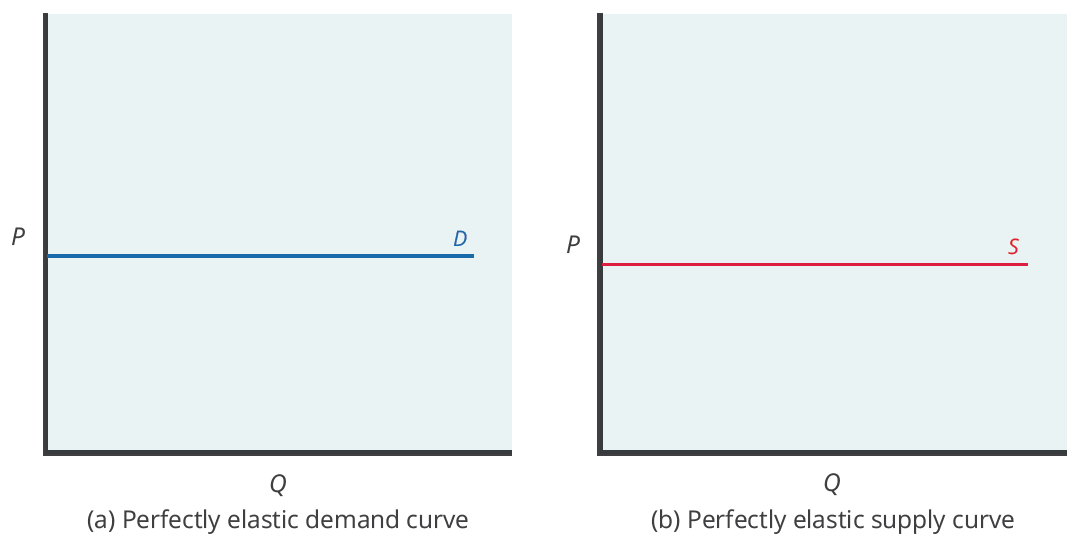 P
D
Q
(a) Perfectly elastic demand curve
P
S
Q
(b) Perfectly elastic supply curve